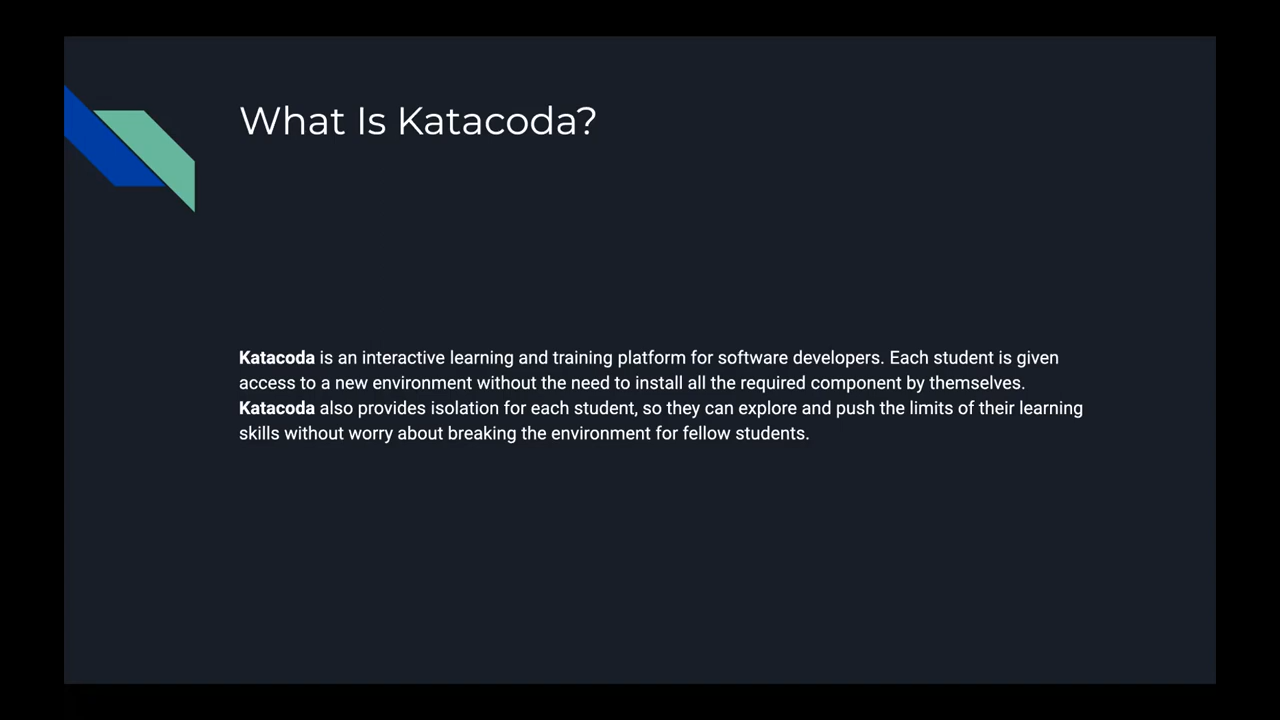 What Is Katacoda?
Katacoda is an interactive learning and training platform for software developers. Each student is given
access to a new environment without the need to install all the required component by themselves.
Katacoda also provides isolation for each student, so they can explore and push the limits of their learning
skills without worry about breaking the environment for fellow students.